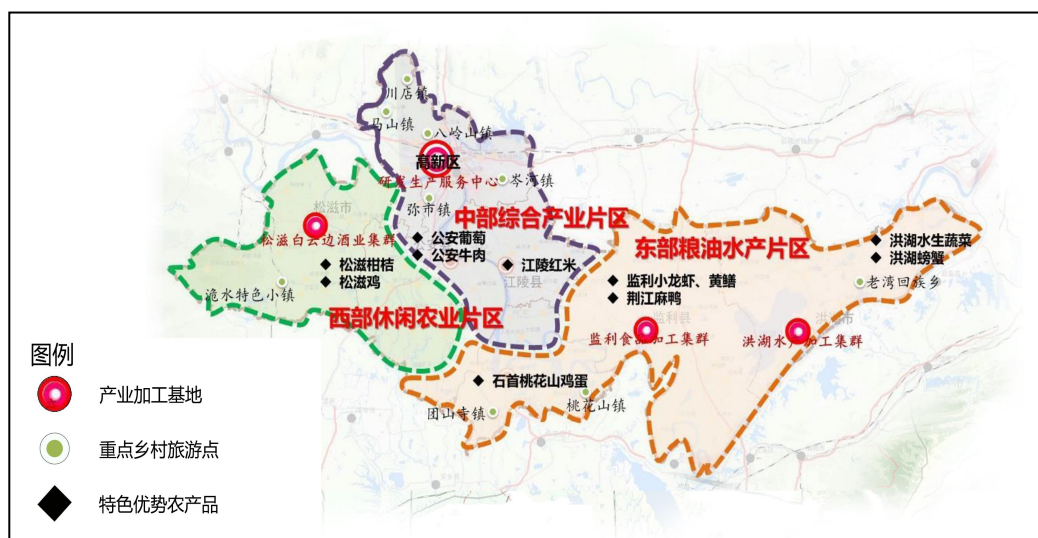 川店镇
马山镇
八岭山镇
高新区
研发生产服务中心
岑河镇
弥市镇
中部综合产业片区
松滋市
松滋白云边酒业集群
公安葡萄
公安牛肉
江陵红米
江陵县
松滋柑桔
松滋鸡
洈水特色小镇
西部休闲农业片区
东部粮油水产片区
洪湖水生蔬菜
洪湖螃蟹
老湾回族乡
监利小龙虾、黄鳝
荆江麻鸭
监利县
监利食品加工集群
洪湖市
洪湖水产加工集群
石首桃花山鸡蛋
团山寺镇
桃花山镇
图例
产业加工基地
重点乡村旅游点
特色优势农产品